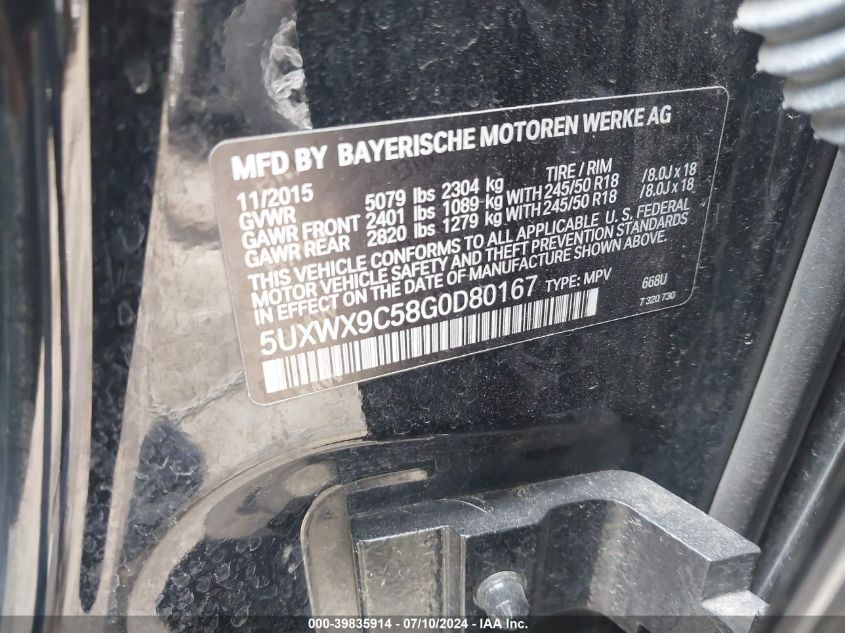 MFD BY BAYERISCHE MOTOREN WERKE AG
11/2015 TIRE / RIM
GVWR 5079 lbs 2304 kg
GAWR FRONT 2401 lbs 1089 kg WITH 245/50 R18 /8.0J x 18
GAWR REAR 2820 lbs 1279 kg WITH 245/50 R18 /8.0J x 18
THIS VEHICLE CONFORMS TO ALL APPLICABLE U. S. FEDERAL
MOTOR VEHICLE SAFETY AND THEFT PREVENTION STANDARDS
IN EFFECT ON THE DATE OF MANUFACTURE SHOWN ABOVE.
5UXWX9C58G0D80167 TYPE: MPV 668U
7 320 730
000-39835914 - 07/10/2024 - IAA Inc.